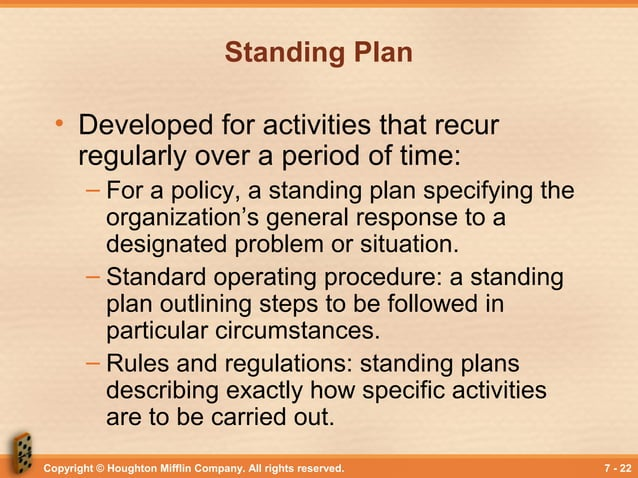 Standing Plan
• Developed for activities that recur
regularly over a period of time:
– For a policy, a standing plan specifying the
organization’s general response to a
designated problem or situation.
– Standard operating procedure: a standing
plan outlining steps to be followed in
particular circumstances.
– Rules and regulations: standing plans
describing exactly how specific activities
are to be carried out.
Copyright © Houghton Mifflin Company. All rights reserved. 7 - 22